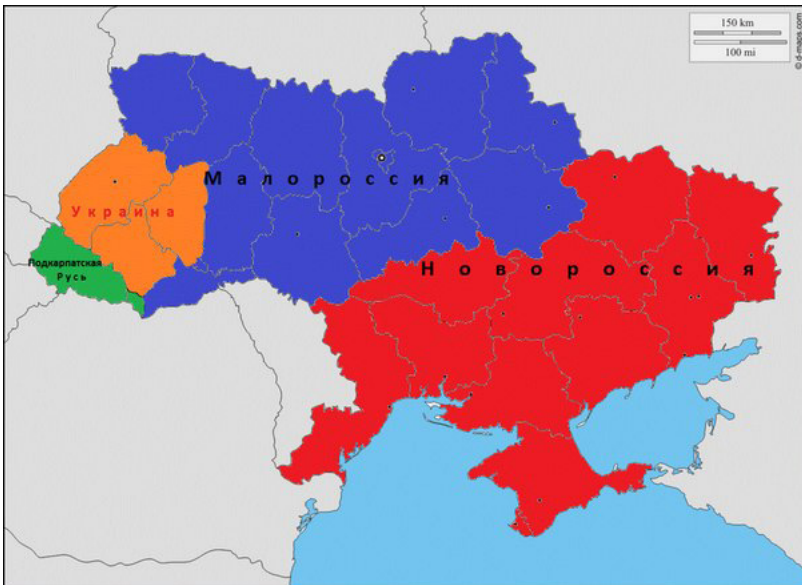 150 km
100 mi
© d-maps.com
Малороссия
Украина
Подкарпатская
Русь
Новороссия